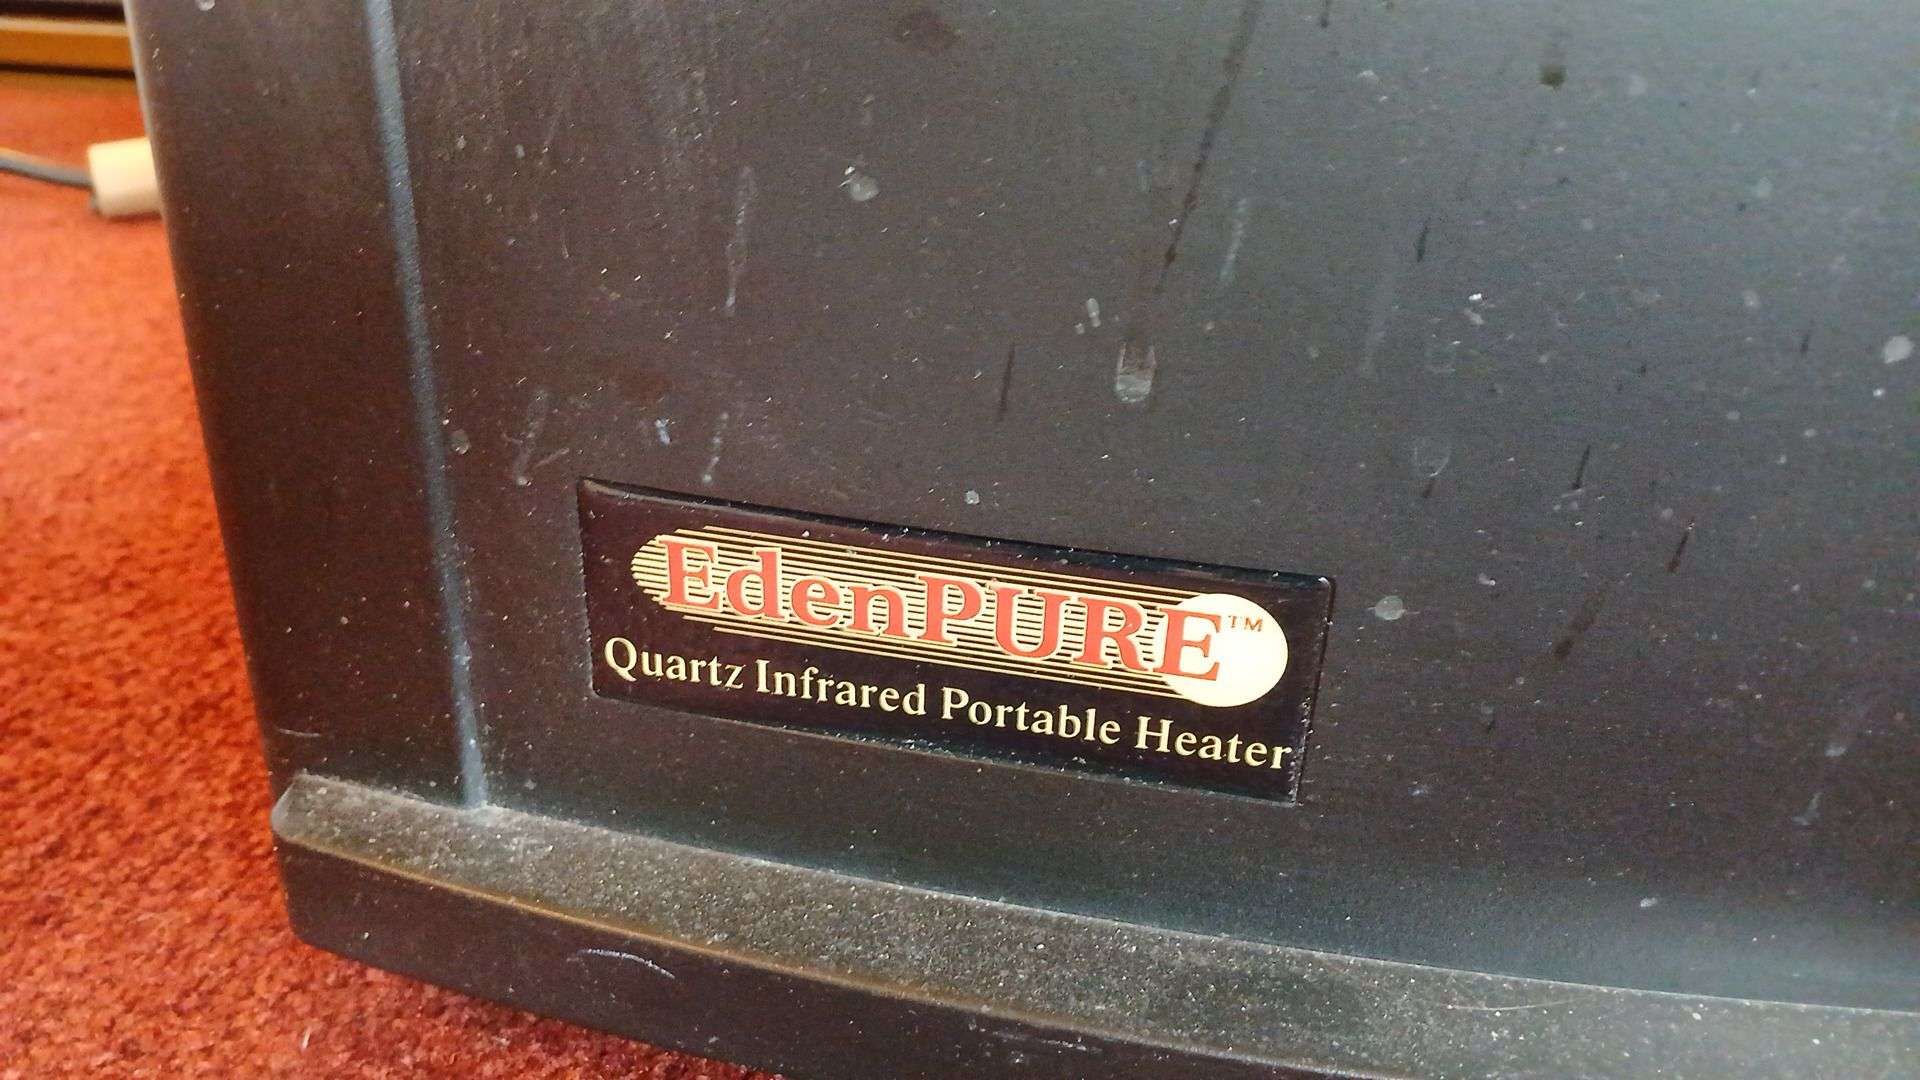 EdenPURE™
Quartz Infrared Portable Heater